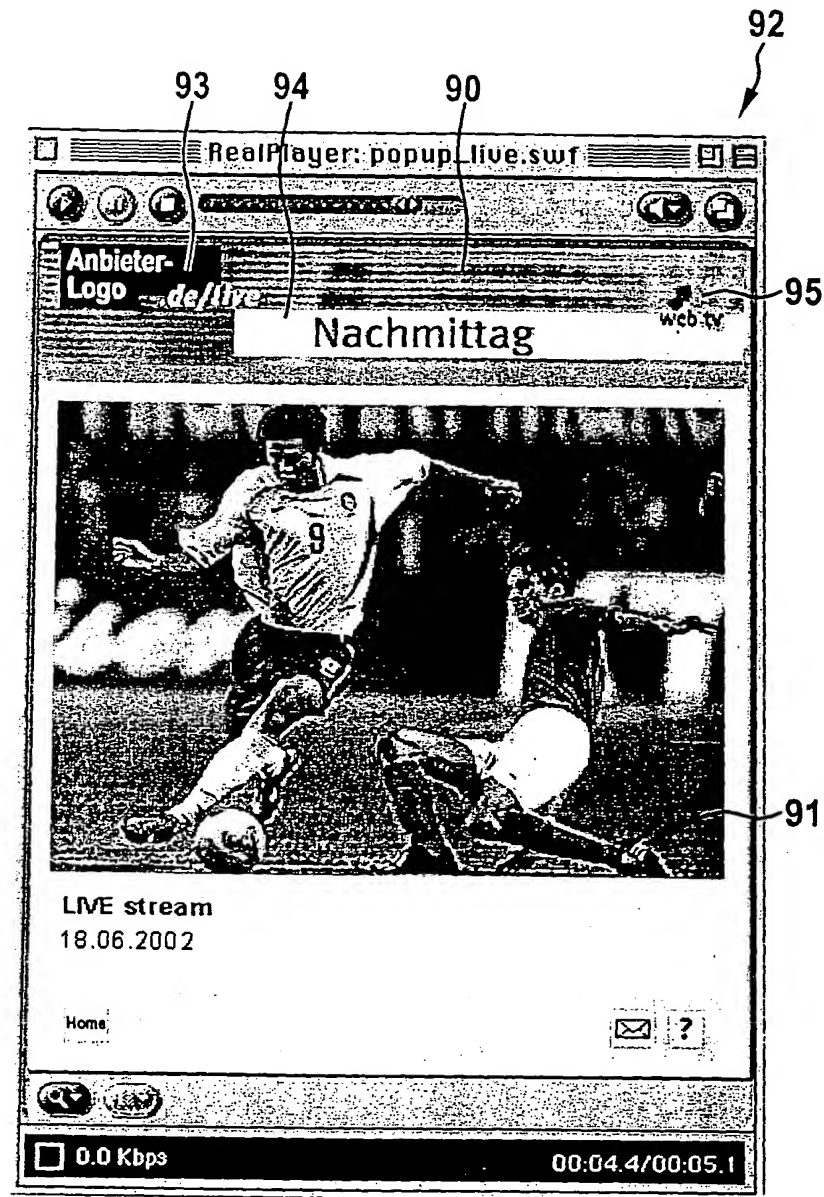 92
93 94 90
RealPlayer: popup_live.swf
Anbieter-
Logo de/live
95
web.tv
Nachmittag
9
91
LIVE stream
18.06.2002
Home
?
0.0 Kbps 00:04.4/00:05.1